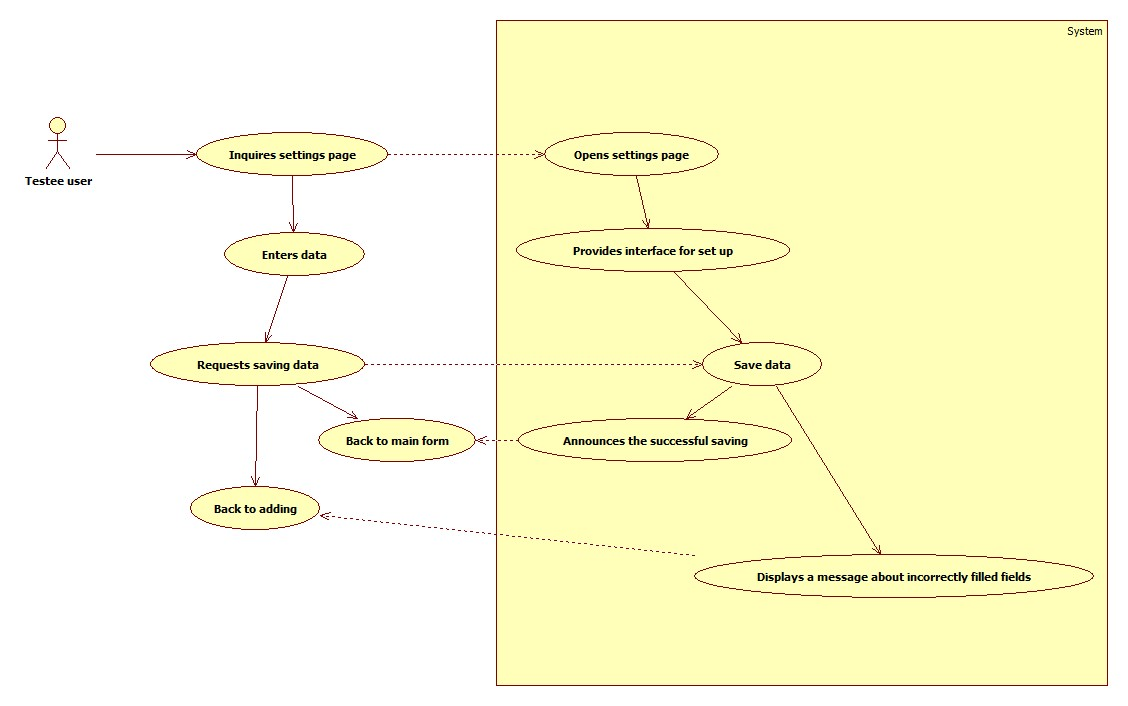 System
Inquires settings page
Opens settings page
Testee user
Provides interface for set up
Enters data
Requests saving data
Save data
Back to main form
Announces the successful saving
Back to adding
Displays a message about incorrectly filled fields